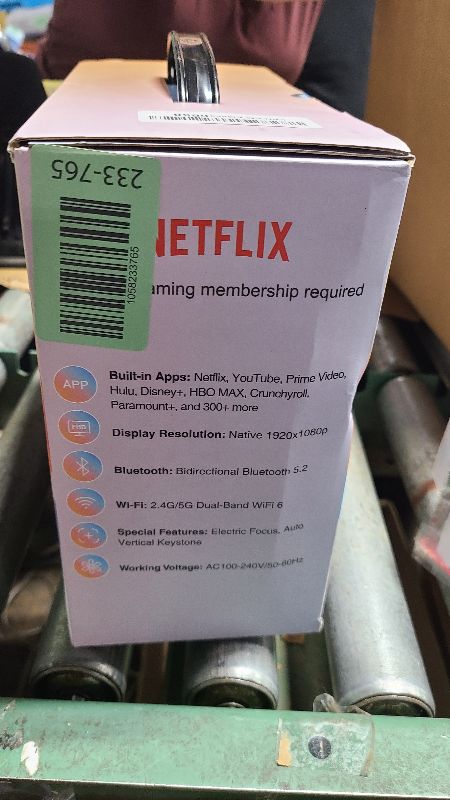 233-765
1058233765
NETFLIX
aming membership required
APP
Built-in Apps: Netflix, YouTube, Prime Video,
Hulu, Disney+, HBO MAX, Crunchyroll,
Paramount+, and 300+ more
Display Resolution: Native 1920x1080p
Bluetooth: Bidirectional Bluetooth 5.2
Wi-Fi: 2.4G/5G Dual-Band WiFi 6
Special Features: Electric Focus, Auto
Vertical Keystone
Working Voltage: AC100-240V/50-60Hz